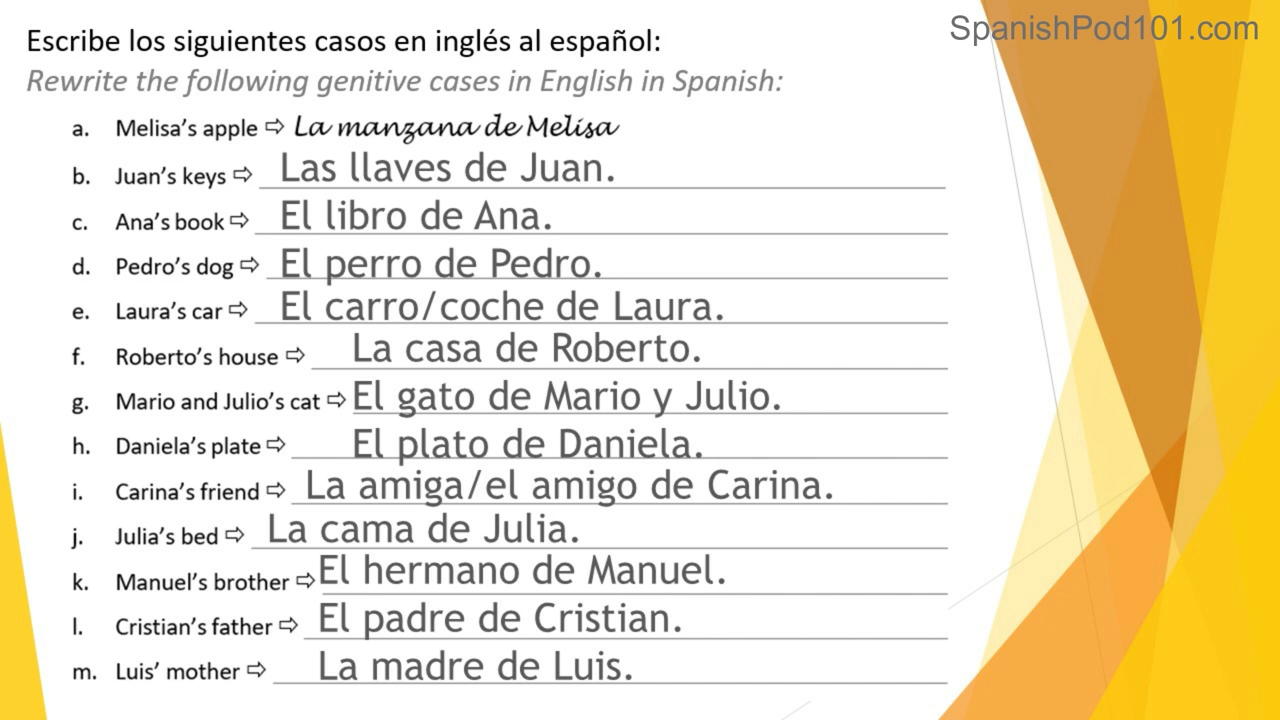 SpanishPod101.com
Escribe los siguientes casos en inglés al español:
Rewrite the following genitive cases in English in Spanish:
a. Melisa's apple ⇨ La manzana de Melisa
b. Juan's keys ⇨ Las llaves de Juan.
c. Ana's book ⇨ El libro de Ana.
d. Pedro's dog ⇨ El perro de Pedro.
e. Laura's car ⇨ El carro/coche de Laura.
f. Roberto's house ⇨ La casa de Roberto.
g. Mario and Julio's cat ⇨ El gato de Mario y Julio.
h. Daniela's plate ⇨ El plato de Daniela.
i. Carina's friend ⇨ La amiga/el amigo de Carina.
j. Julia's bed ⇨ La cama de Julia.
k. Manuel's brother ⇨ El hermano de Manuel.
l. Cristian's father ⇨ El padre de Cristian.
m. Luis' mother ⇨ La madre de Luis.